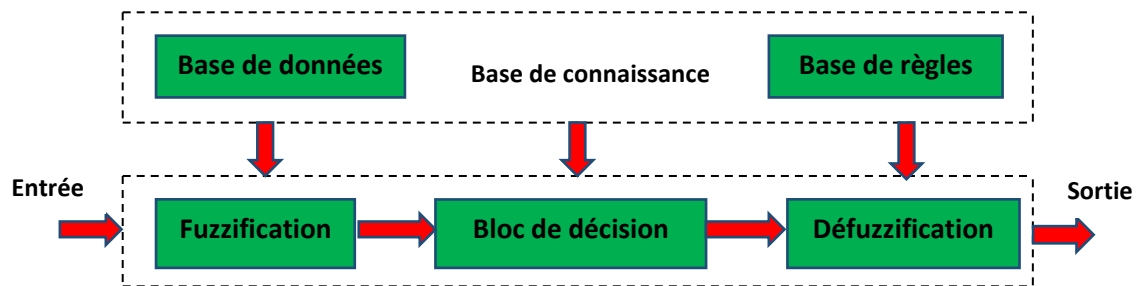 Base de données
Base de connaissance
Base de règles
Entrée
Sortie
Fuzzification
Bloc de décision
Défuzzification